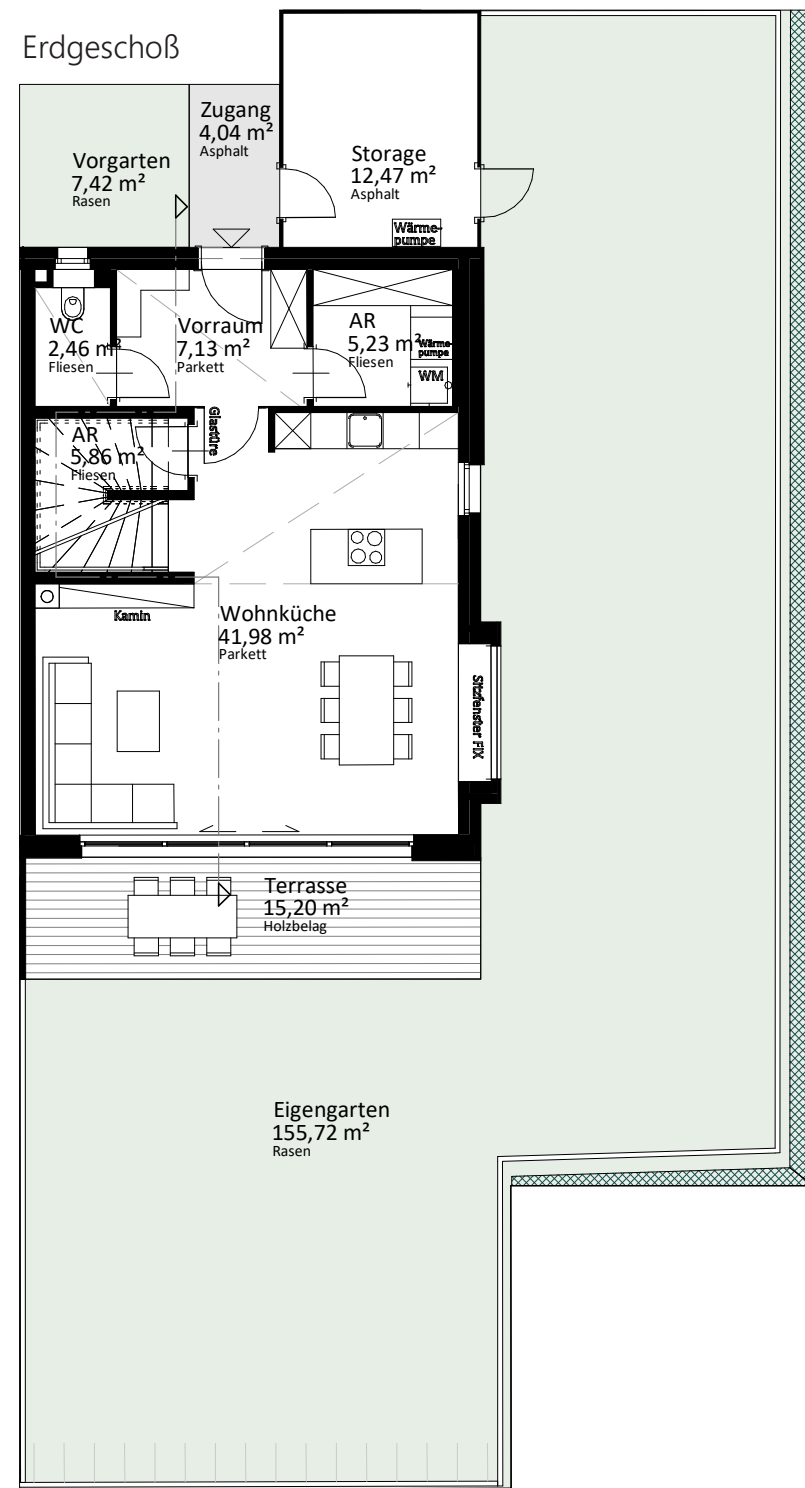 Erdgeschoß
Zugang
4,04 m²
Asphalt
Vorgarten
7,42 m²
Rasen
Storage
12,47 m²
Asphalt
Wärme-
pumpe
WC
2,46 m²
Fliesen
Vorraum
7,13 m²
Parkett
AR
5,23 m²
Fliesen
Wärme-
pumpe
WM
Glastüre
AR
5,86 m²
Fliesen
Kamin
Wohnküche
41,98 m²
Parkett
Sitzfenster FIX
Terrasse
15,20 m²
Holzbelag
Eigengarten
155,72 m²
Rasen